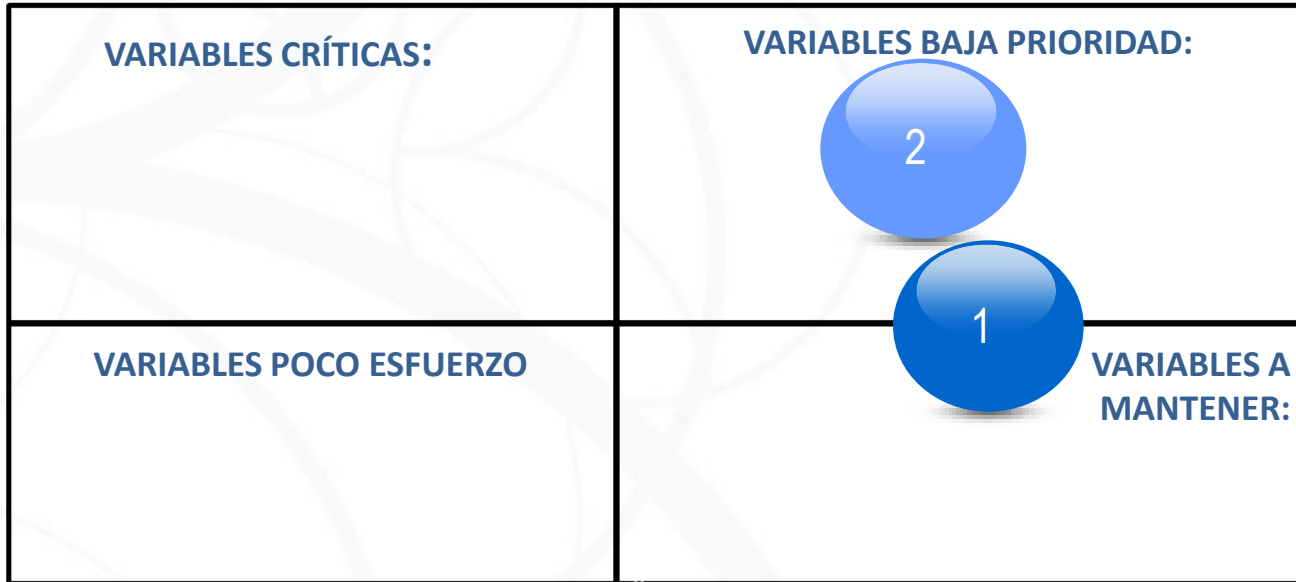 VARIABLES CRÍTICAS:
VARIABLES BAJA PRIORIDAD:
2
1
VARIABLES POCO ESFUERZO
VARIABLES A
MANTENER: